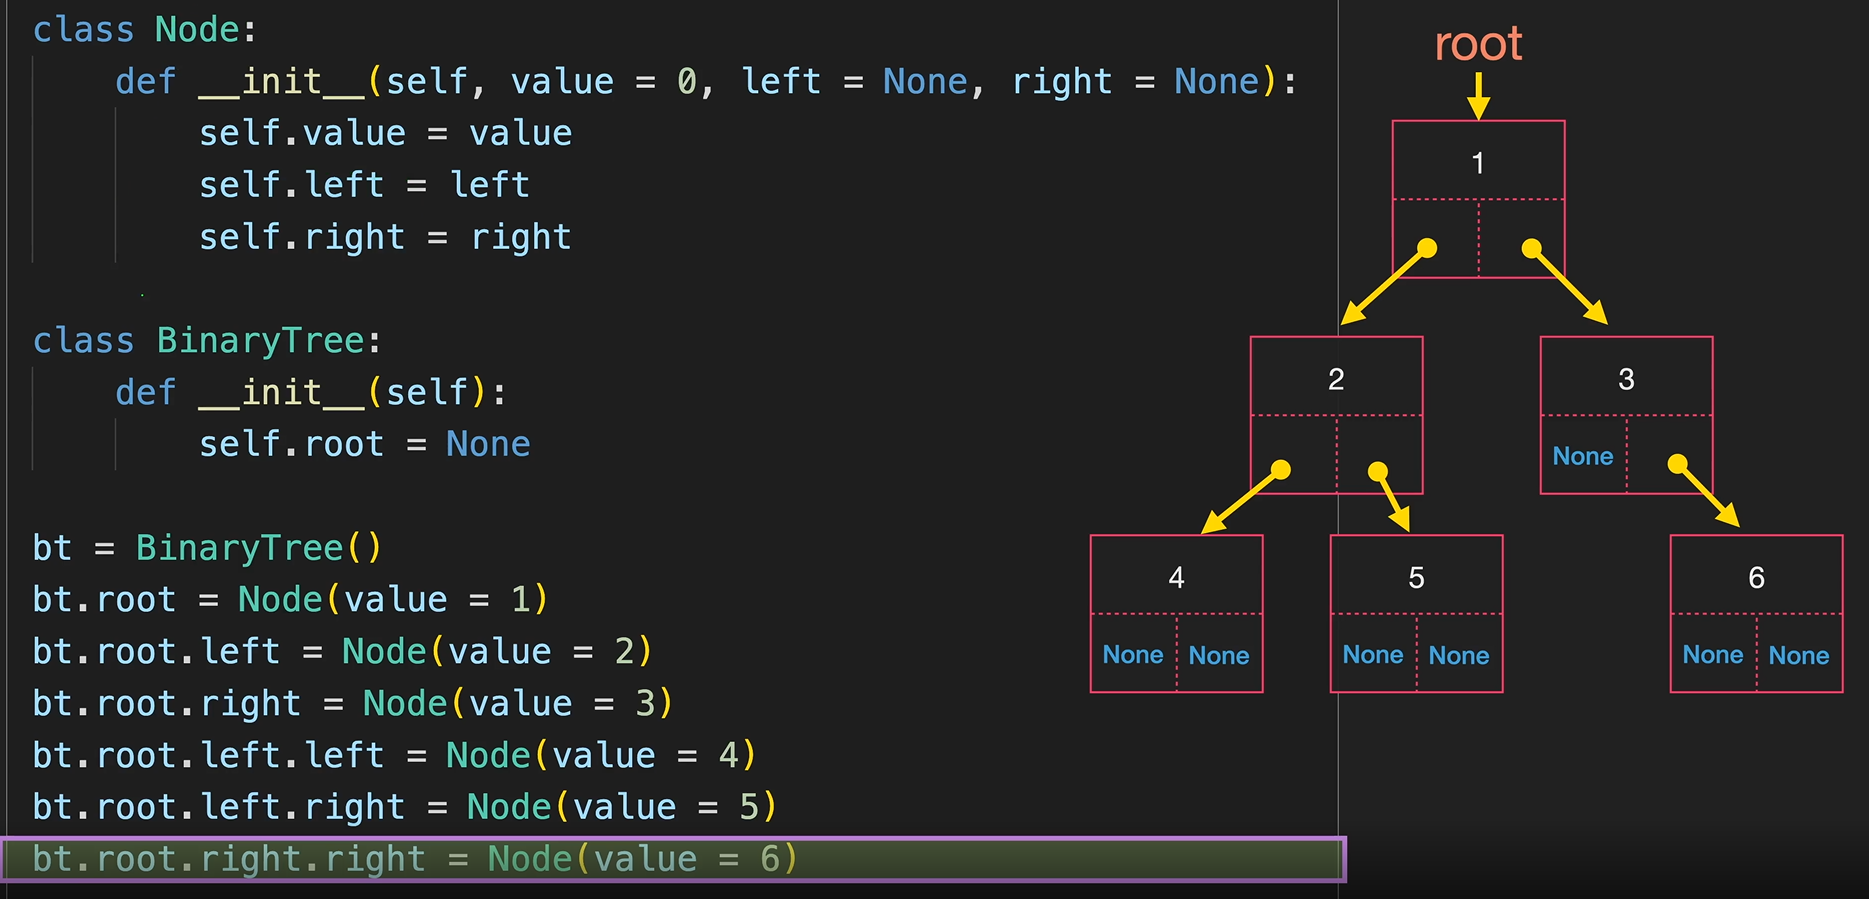 class Node:
    def __init__(self, value = 0, left = None, right = None):
        self.value = value
        self.left = left
        self.right = right
class BinaryTree:
    def __init__(self):
        self.root = None
bt = BinaryTree()
bt.root = Node(value = 1)
bt.root.left = Node(value = 2)
bt.root.right = Node(value = 3)
bt.root.left.left = Node(value = 4)
bt.root.left.right = Node(value = 5)
bt.root.right.right = Node(value = 6)
root
1
2
3
None
4
5
6
None None
None None
None None